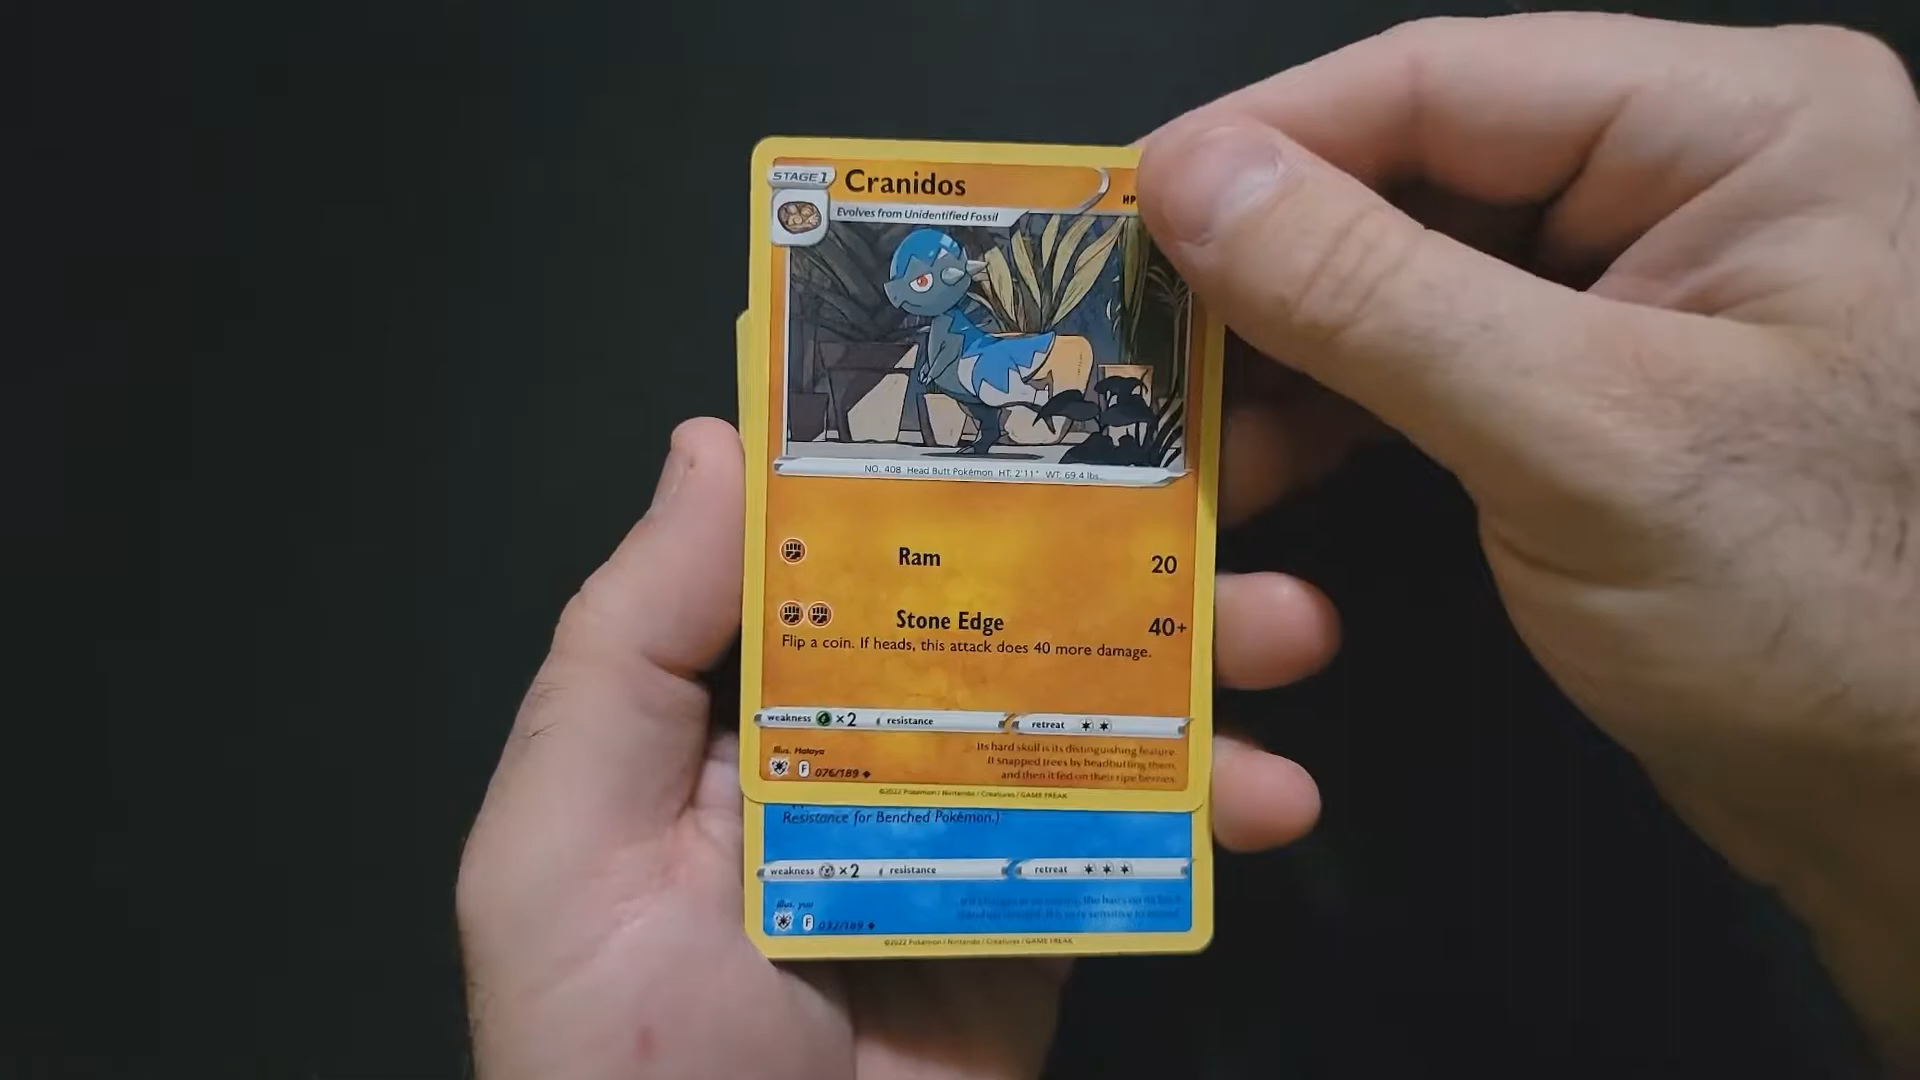 STAGE 1
Cranidos
HP
Evolves from Unidentified Fossil
NO. 408 Head Butt Pokémon HT: 2'11" WT: 69.4 lbs.
Ram 20
Stone Edge 40+
Flip a coin. If heads, this attack does 40 more damage.
weakness ×2 resistance retreat
Illus. Hataya
Its hard skull is its distinguishing feature.
It snapped trees by headbutting them,
and then it fed on their ripe berries.
F 076/189
©2022 Pokémon / Nintendo / Creatures / GAME FREAK
Resistance for Benched Pokémon.)
weakness ×2 resistance retreat
Illus. yuu
F 032/189
©2022 Pokémon / Nintendo / Creatures / GAME FREAK